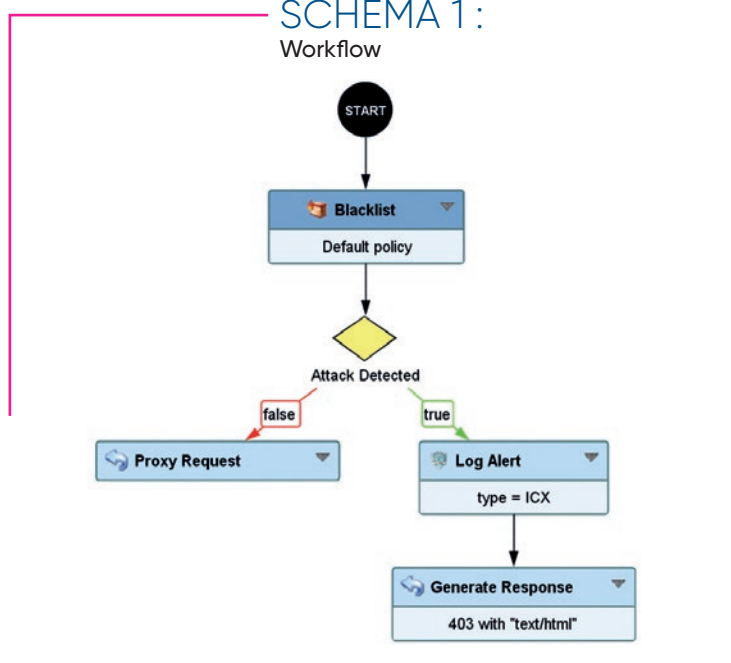 SCHEMA 1 :
Workflow
START
Blacklist
Default policy
Attack Detected
false
true
Proxy Request
Log Alert
type = ICX
Generate Response
403 with "text/html"